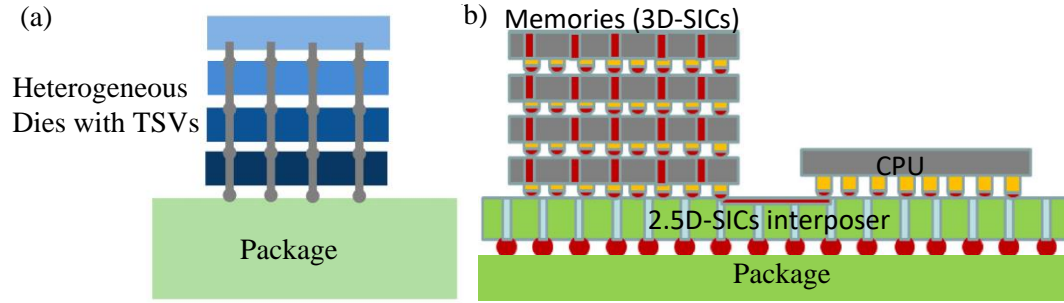 (a)
Heterogeneous
Dies with TSVs
Package
b)
Memories (3D-SICs)
CPU
2.5D-SICs interposer
Package